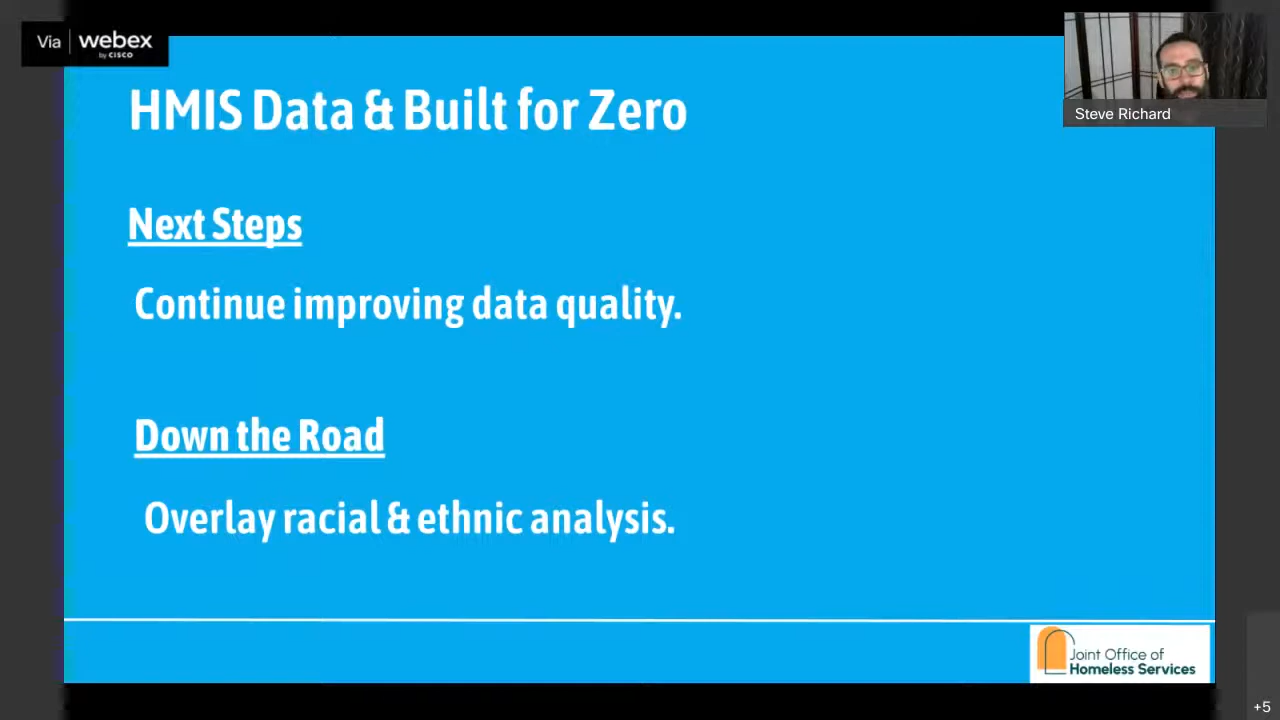 Via webex
by CISCO
Steve Richard
HMIS Data & Built for Zero
Next Steps
Continue improving data quality.
Down the Road
Overlay racial & ethnic analysis.
Joint Office of
Homeless Services
+5